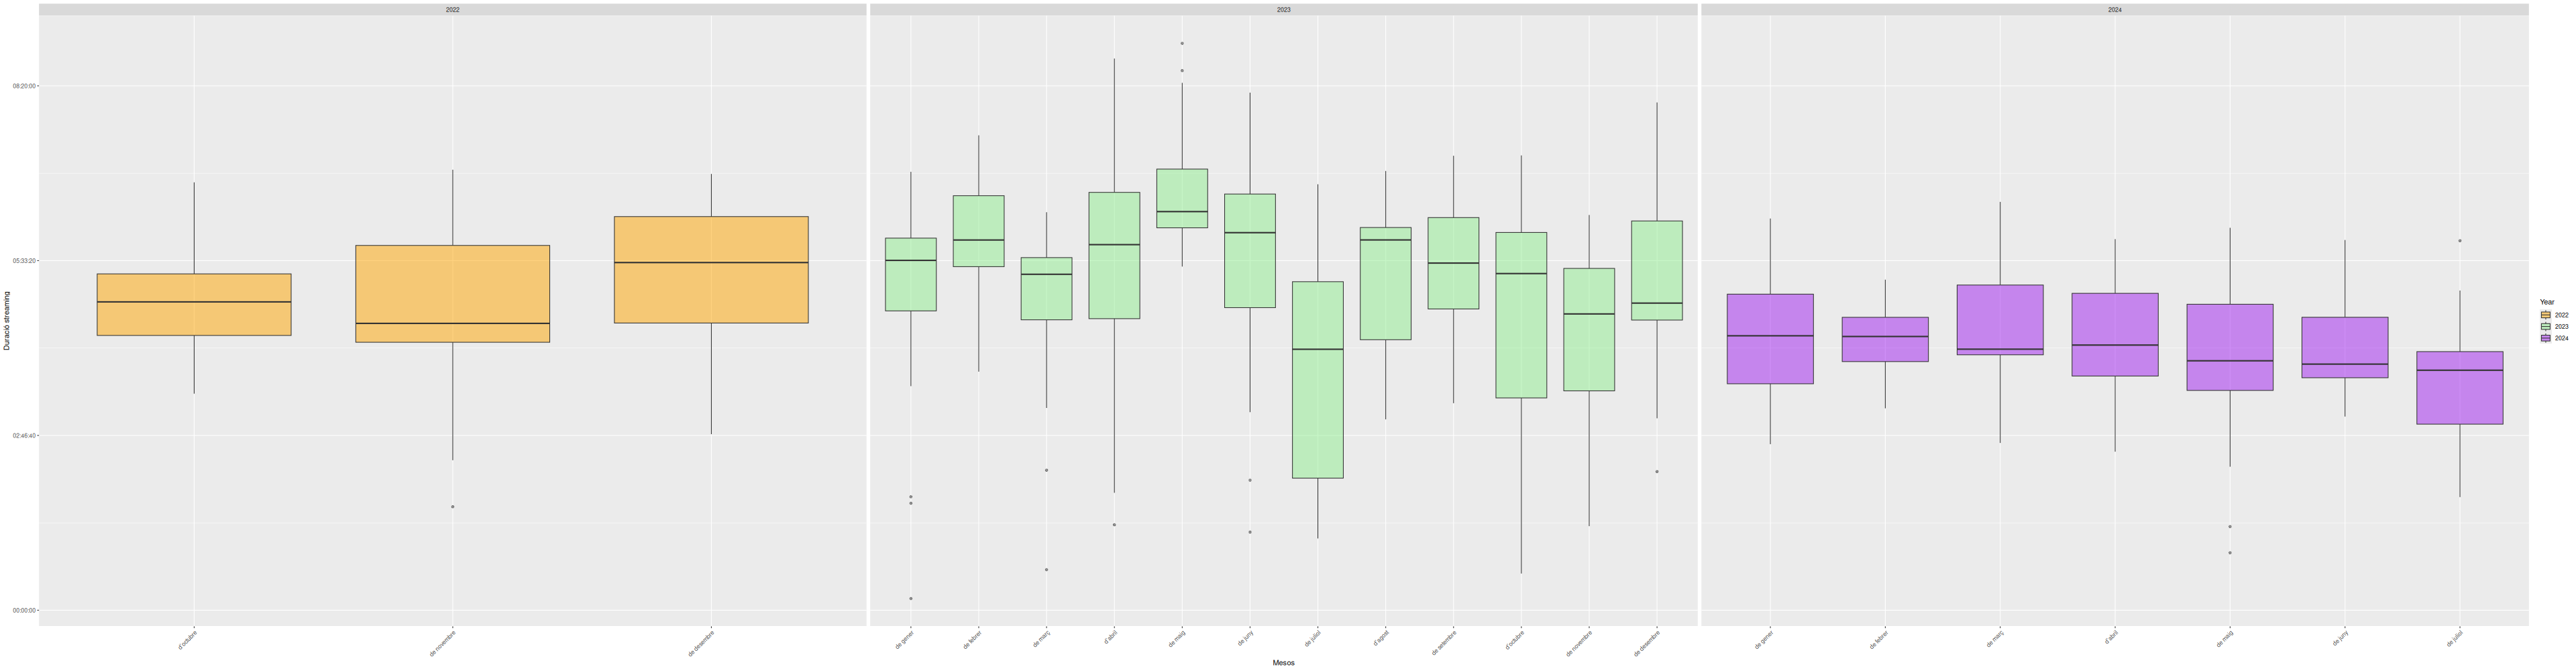 2022
2023
2024
08:20:00
05:33:20
02:46:40
00:00:00
Duració streaming
d'octubre
de novembre
de desembre
de gener
de febrer
de març
d'abril
de maig
de juny
de juliol
d'agost
de setembre
d'octubre
de novembre
de desembre
de gener
de febrer
de març
d'abril
de maig
de juny
de juliol
Mesos
Year
2022
2023
2024